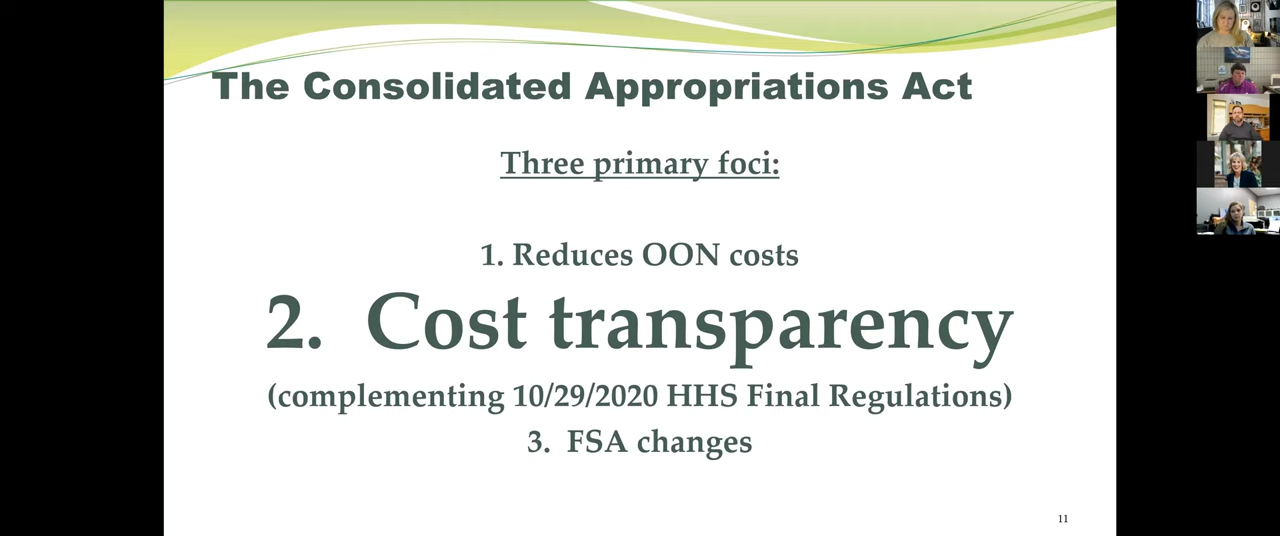 The Consolidated Appropriations Act
Three primary foci:
1. Reduces OON costs
2. Cost transparency
(complementing 10/29/2020 HHS Final Regulations)
3. FSA changes
11